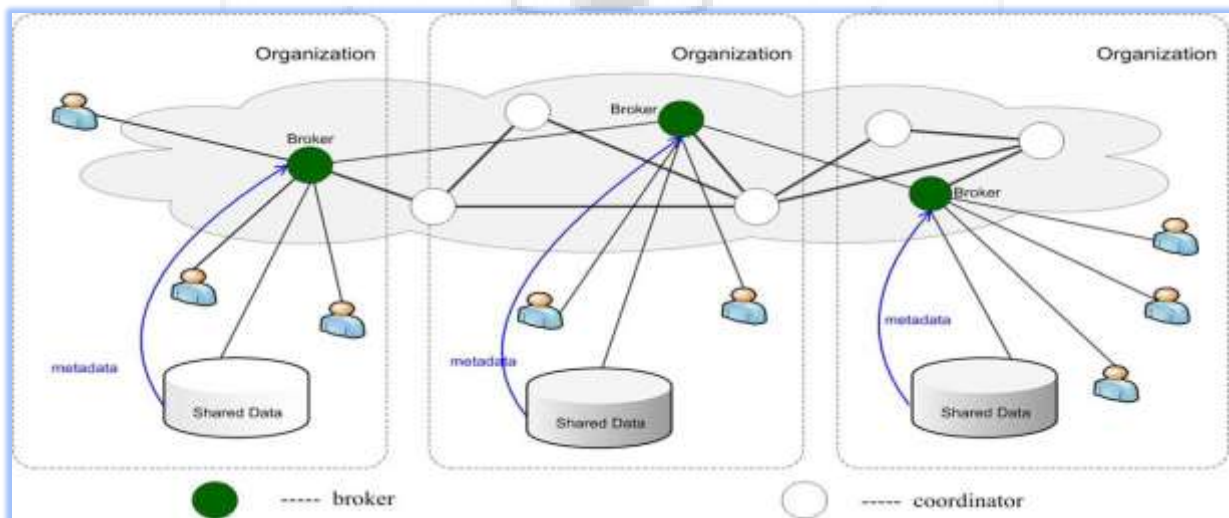 Organization
Organization
Organization
Broker
Broker
Broker
metadata
metadata
metadata
Shared Data
Shared Data
Shared Data
----- broker
----- coordinator